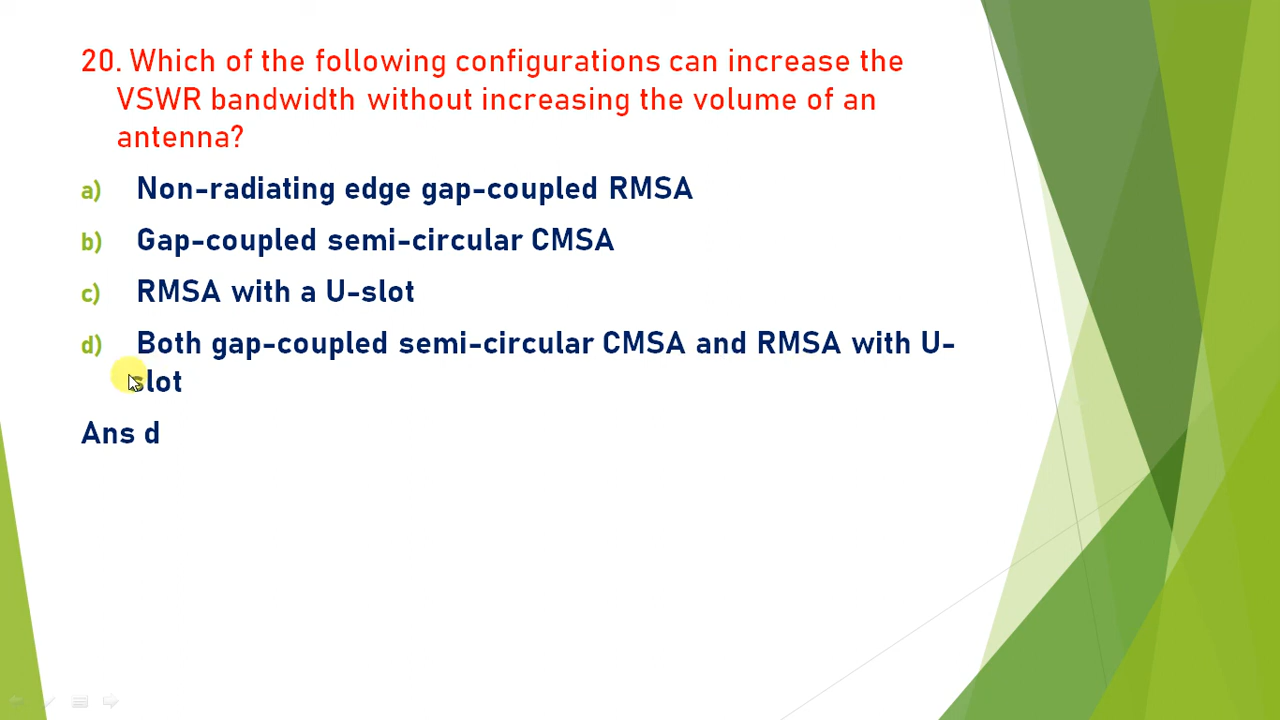 20. Which of the following configurations can increase the
VSWR bandwidth without increasing the volume of an
antenna?
a) Non-radiating edge gap-coupled RMSA
b) Gap-coupled semi-circular CMSA
c) RMSA with a U-slot
d) Both gap-coupled semi-circular CMSA and RMSA with U-
slot
Ans d